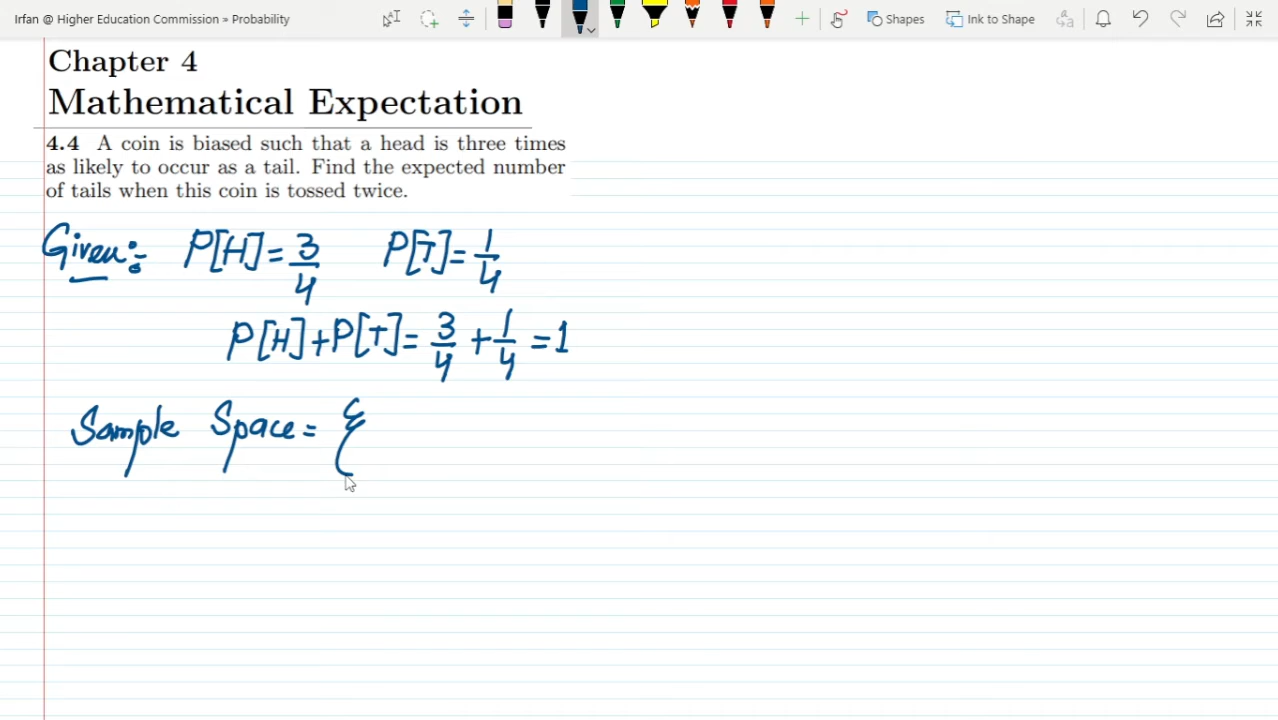 Irfan @ Higher Education Commission » Probability
Shapes
Ink to Shape
Chapter 4
Mathematical Expectation
4.4 A coin is biased such that a head is three times
as likely to occur as a tail. Find the expected number
of tails when this coin is tossed twice.
Given: P[H] = 3/4 P[T] = 1/4
P[H] + P[T] = 3/4 + 1/4 = 1
Sample Space = {